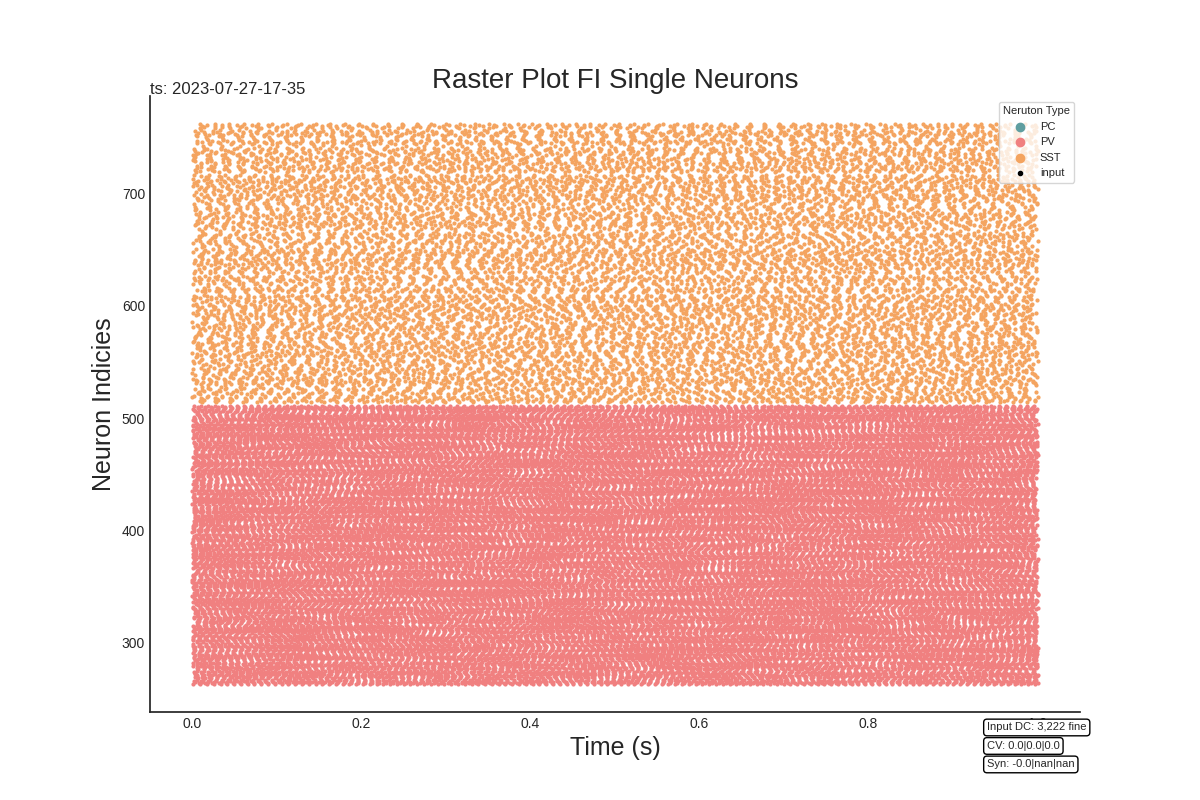 Raster Plot FI Single Neurons
ts: 2023-07-27-17-35
Neruton Type
PC
PV
SST
input
Neuron Indicies
700
600
500
400
300
0.0
0.2
0.4
0.6
0.8
Time (s)
Input DC: 3,222 fine
CV: 0.0|0.0|0.0
Syn: -0.0|nan|nan